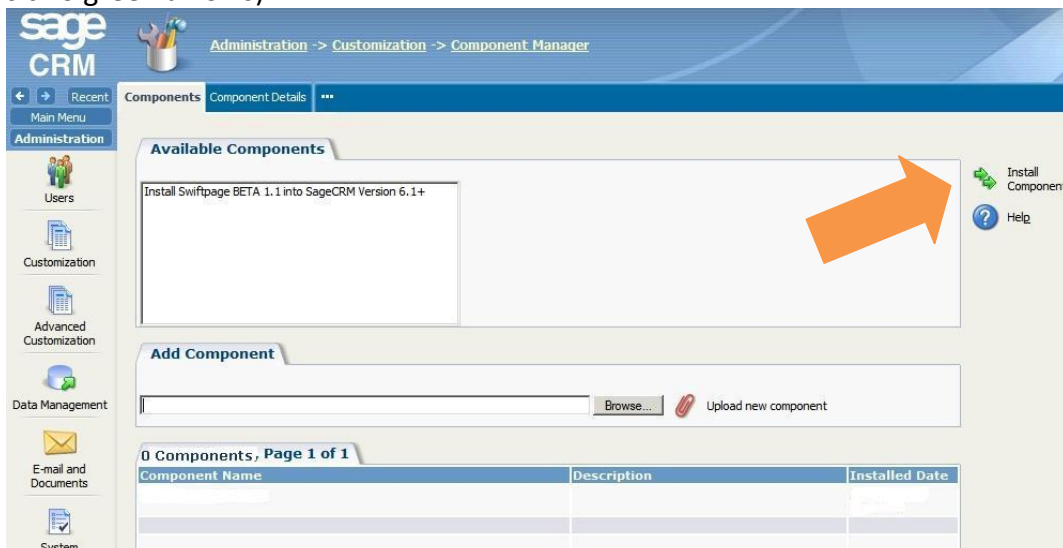 sage
CRM
Administration -> Customization -> Component Manager
Recent
Components Component Details ...
Main Menu
Administration
Available Components
Install Swiftpage BETA 1.1 into SageCRM Version 6.1+
Install
Component
Help
Users
Customization
Advanced
Customization
Add Component
Data Management
Browse... Upload new component
0 Components, Page 1 of 1
Component Name Description Installed Date
E-mail and
Documents
System